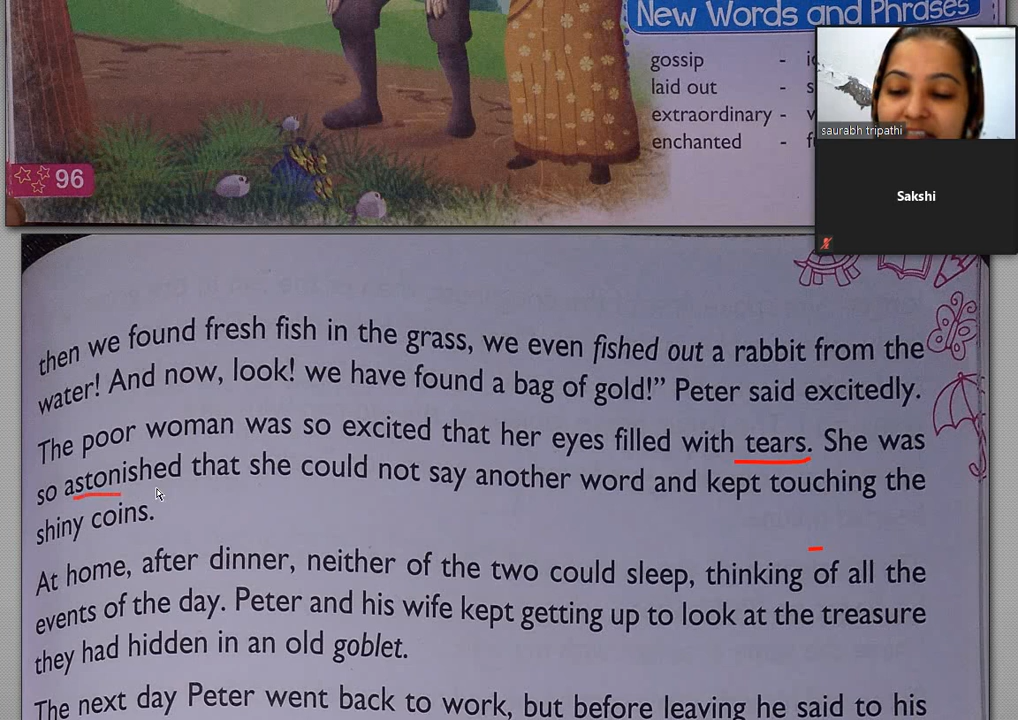 New Words and Phrases
gossip -
laid out -
extraordinary -
enchanted -
saurabh tripathi
Sakshi
96
then we found fresh fish in the grass, we even fished out a rabbit from the
water! And now, look! we have found a bag of gold!” Peter said excitedly.
The poor woman was so excited that her eyes filled with tears. She was
so astonished that she could not say another word and kept touching the
shiny coins.
At home, after dinner, neither of the two could sleep, thinking of all the
events of the day. Peter and his wife kept getting up to look at the treasure
they had hidden in an old goblet.
The next day Peter went back to work, but before leaving he said to his